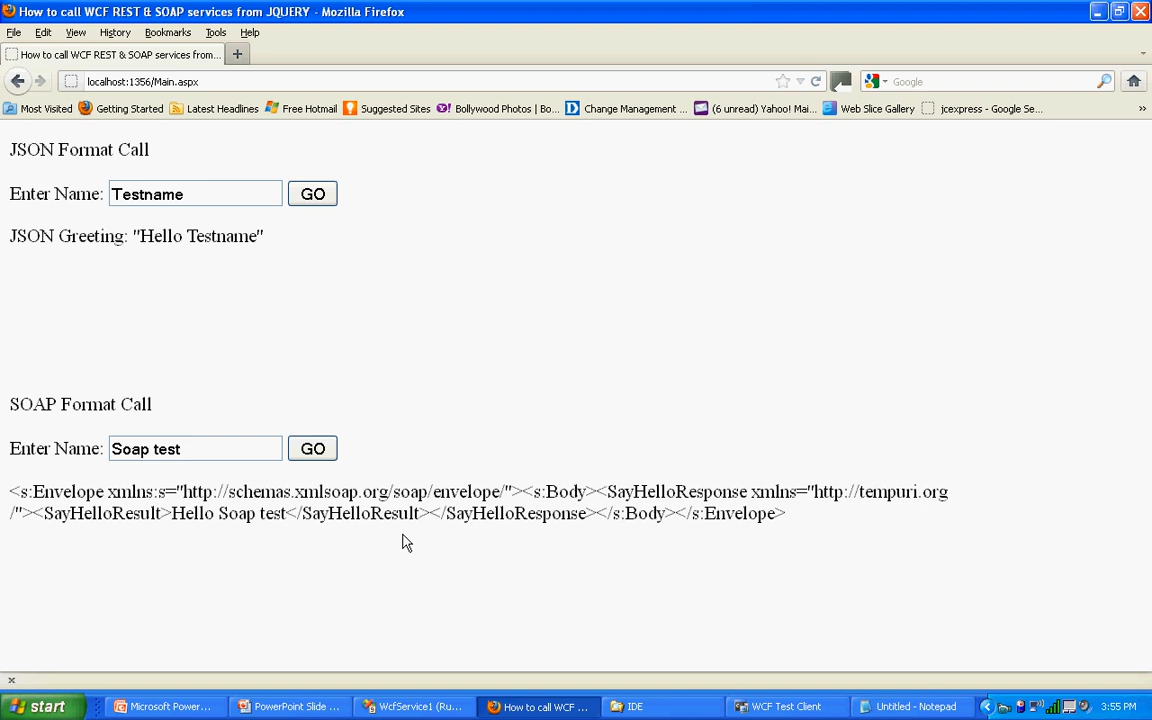 How to call WCF REST & SOAP services from JQUERY - Mozilla Firefox
File Edit View History Bookmarks Tools Help
How to call WCF REST & SOAP services from...
localhost:1356/Main.aspx
Google
Most Visited Getting Started Latest Headlines Free Hotmail Suggested Sites Bollywood Photos | Bo... Change Management ... (6 unread) Yahoo! Mai... Web Slice Gallery jcexpress - Google Se...
JSON Format Call
Enter Name: Testname GO
JSON Greeting: "Hello Testname"
SOAP Format Call
Enter Name: Soap test GO
<s:Envelope xmlns:s="http://schemas.xmlsoap.org/soap/envelope/"><s:Body><SayHelloResponse xmlns="http://tempuri.org
/"><SayHelloResult>Hello Soap test</SayHelloResult></SayHelloResponse></s:Body></s:Envelope>
start Microsoft Power... PowerPoint Slide ... WcfService1 (Ru... How to call WCF ... IDE WCF Test Client Untitled - Notepad 3:55 PM